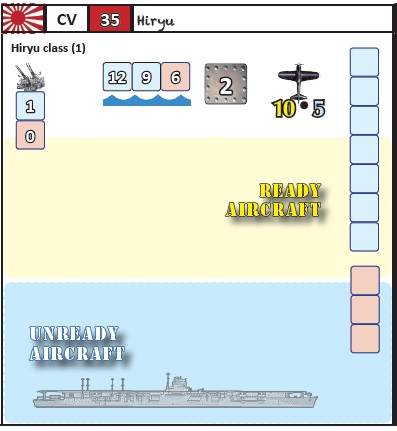 CV 35 Hiryu
Hiryu class (1)
12 9 6
2
10 5
1
0
READY
AIRCRAFT
UNREADY
AIRCRAFT